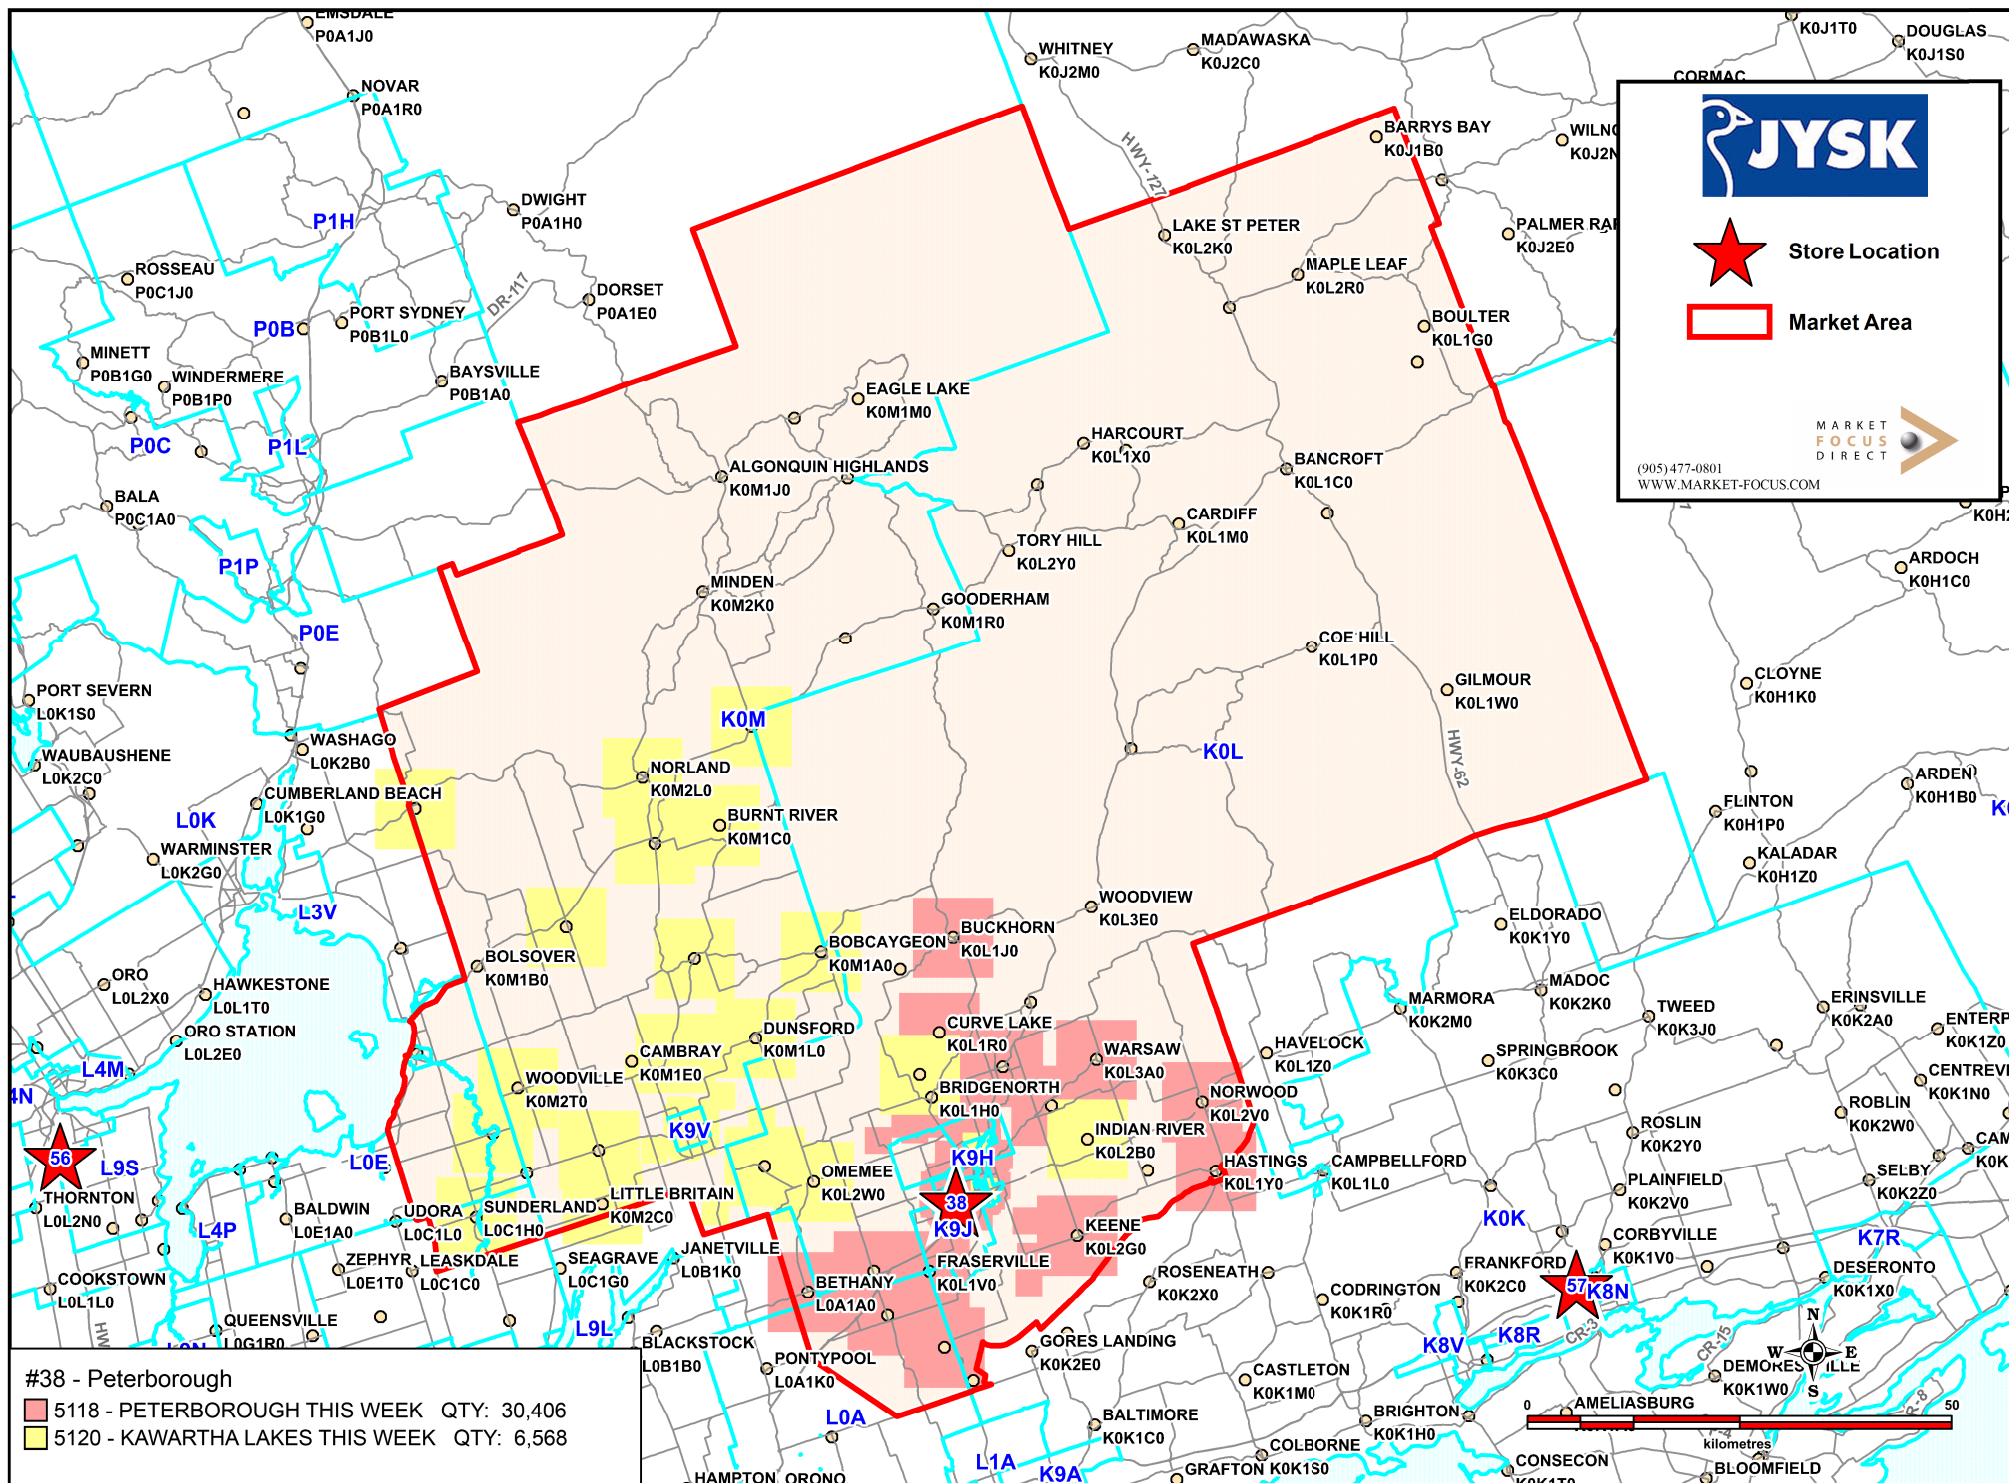 EMSDALE
P0A1J0
NOVAR
P0A1R0
WHITNEY
K0J2M0
MADAWASKA
K0J2C0
K0J1T0
DOUGLAS
K0J1S0
CORMAC
HWY-127
BARRYS BAY
K0J1B0
DWIGHT
P0A1H0
P1H
LAKE ST PETER
K0L2K0
MAPLE LEAF
K0L2R0
K0J2E0
ROSSEAU
P0C1J0
DR-117
DORSET
P0A1E0
PORT SYDNEY
P0B1L0
P0B
BOULTER
K0L1G0
MINETT
P0B1G0
WINDERMERE
P0B1P0
BAYSVILLE
P0B1A0
P0C
P1L
EAGLE LAKE
K0M1M0
HARCOURT
K0L1X0
BANCROFT
K0L1C0
ALGONQUIN HIGHLANDS
K0M1J0
BALA
P0C1A0
CARDIFF
K0L1M0
TORY HILL
K0L2Y0
P1P
MINDEN
K0M2K0
GOODERHAM
K0M1R0
P0E
COE HILL
K0L1P0
GILMOUR
K0L1W0
ARDOCH
K0H1C0
CLOYNE
K0H1K0
PORT SEVERN
L0K1S0
K0M
K0L
HWY-62
WASHAGO
L0K2B0
WAUBAUSHENE
L0K2C0
NORLAND
K0M2L0
CUMBERLAND BEACH
L0K1G0
L0K
BURNT RIVER
K0M1C0
ARDEN
K0H1B0
FLINTON
K0H1P0
WARMINSTER
L0K2G0
KALADAR
K0H1Z0
L3V
WOODVIEW
K0L3E0
BUCKHORN
K0L1J0
BOBCAYGEON
K0M1A0
ELDORADO
K0K1Y0
BOLSOVER
K0M1B0
ORO
L0L2X0
HAWKESTONE
L0L1T0
MADOC
K0K2K0
MARMORA
K0K2M0
TWEED
K0K3J0
ERINSVILLE
K0K2A0
ORO STATION
L0L2E0
DUNSFORD
K0M1L0
CURVE LAKE
K0L1R0
K0K1Z0
CAMBRAY
K0M1E0
WARSAW
K0L3A0
HAVELOCK
K0L1Z0
SPRINGBROOK
K0K3C0
L4M
WOODVILLE
K0M2T0
BRIDGENORTH
K0L1H0
NORWOOD
K0L2V0
K0K1N0
ROBLIN
K0K2W0
K9V
INDIAN RIVER
K0L2B0
ROSLIN
K0K2Y0
56
L9S
L0E
K9H
OMEMEE
K0L2W0
HASTINGS
K0L1Y0
CAMPBELLFORD
K0L1L0
PLAINFIELD
K0K2V0
SELBY
K0K2Z0
THORNTON
L0L2N0
38
K9J
LITTLE BRITAIN
K0M2C0
SUNDERLAND
L0C1H0
UDORA
L0C1L0
BALDWIN
L0E1A0
L4P
KEENE
K0L2G0
K0K
CORBYVILLE
K0K1V0
K7R
ZEPHYR
L0E1T0
LEASKDALE
L0C1C0
SEAGRAVE
L0C1G0
JANETVILLE
L0B1K0
FRASERVILLE
K0L1V0
BETHANY
L0A1A0
ROSENEATH
K0K2X0
CODRINGTON
K0K1R0
FRANKFORD
K0K2C0
57
K8N
DESERONTO
K0K1X0
COOKSTOWN
L0L1L0
QUEENSVILLE
L0G1R0
L9L
BLACKSTOCK
L0B1B0
PONTYPOOL
L0A1K0
GORES LANDING
K0K2E0
CASTLETON
K0K1M0
K8V
K8R
CR-3
CR-15
K0K1W0
L0A
BALTIMORE
K0K1C0
BRIGHTON
K0K1H0
AMELIASBURG
COLBORNE
K0K1S0
L1A
K9A
GRAFTON
HAMPTON
ORONO
CONSECON
K0K1T0
BLOOMFIELD
JYSK
Store Location
Market Area
MARKET
FOCUS
DIRECT
(905) 477-0801
WWW.MARKET-FOCUS.COM
N
W E
S
0 50
kilometres
#38 - Peterborough
5118 - PETERBOROUGH THIS WEEK QTY: 30,406
5120 - KAWARTHA LAKES THIS WEEK QTY: 6,568